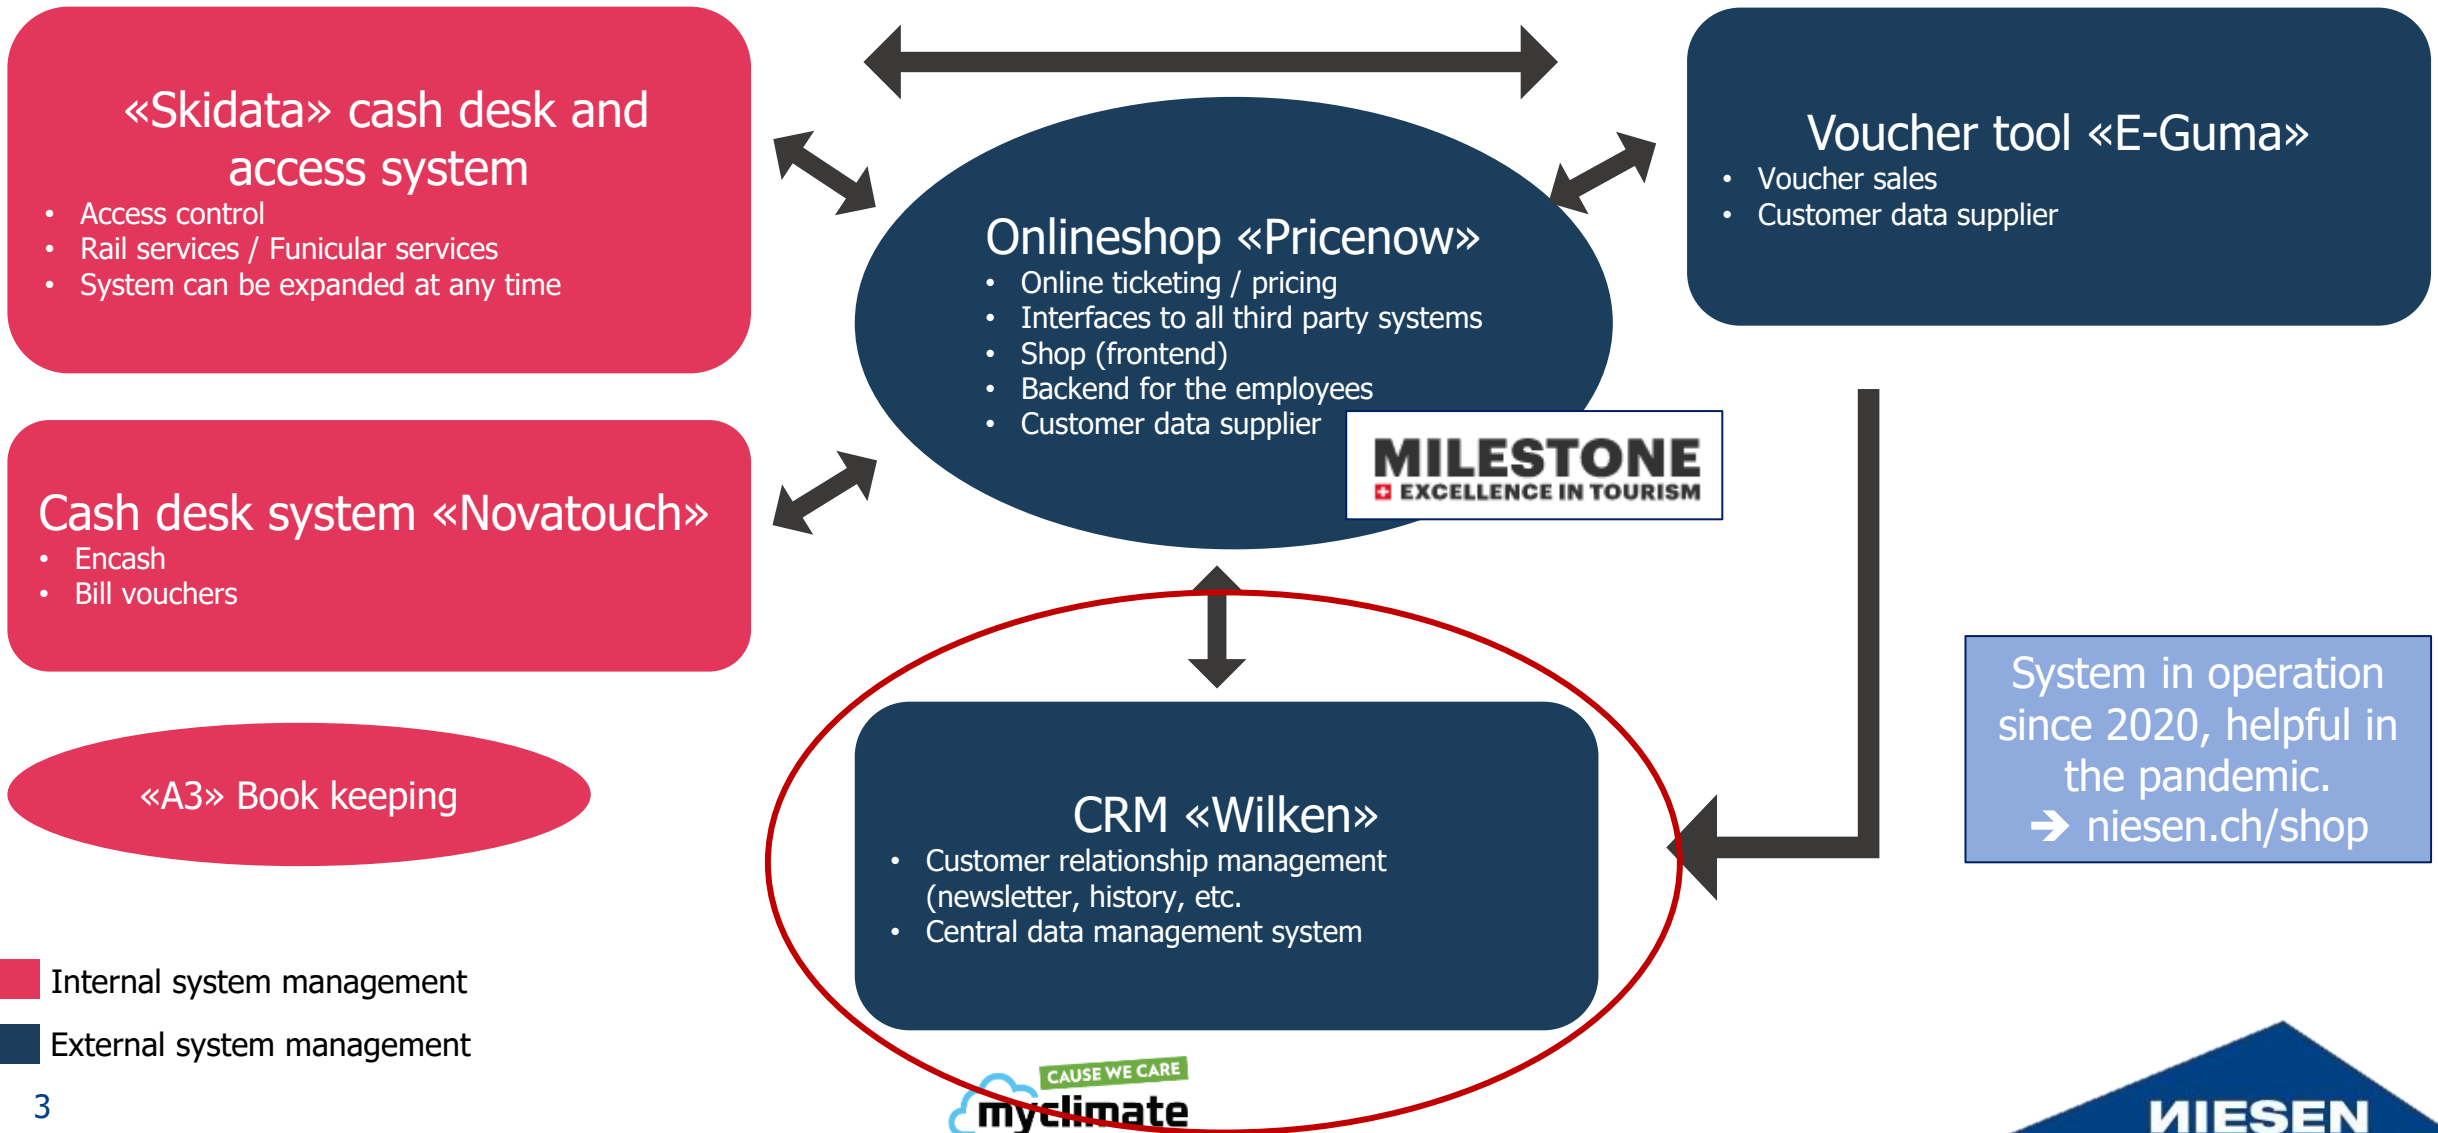 «Skidata» cash desk and
access system
• Access control
• Rail services / Funicular services
• System can be expanded at any time
Voucher tool «E-Guma»
• Voucher sales
• Customer data supplier
Onlineshop «Pricenow»
• Online ticketing / pricing
• Interfaces to all third party systems
• Shop (frontend)
• Backend for the employees
• Customer data supplier
MILESTONE
EXCELLENCE IN TOURISM
Cash desk system «Novatouch»
• Encash
• Bill vouchers
System in operation
since 2020, helpful in
the pandemic.
➔ niesen.ch/shop
«A3» Book keeping
CRM «Wilken»
• Customer relationship management
(newsletter, history, etc.
• Central data management system
Internal system management
External system management
CAUSE WE CARE
myclimate
3
NIESEN